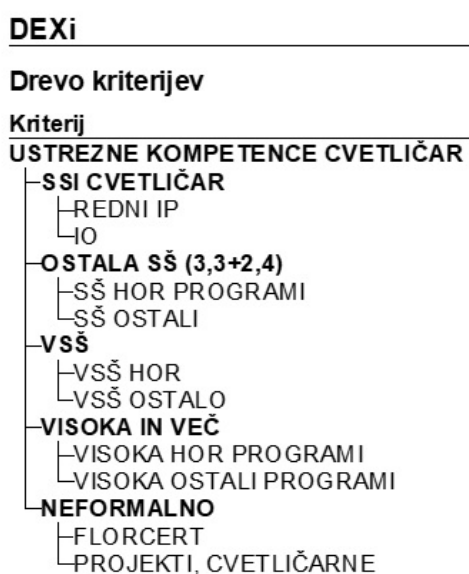 DEXi
Drevo kriterijev
Kriterij
USTREZNE KOMPETENCE CVETLIČAR
SSI CVETLIČAR
REDNI IP
IO
OSTALA SŠ (3,3+2,4)
SŠ HOR PROGRAMI
SŠ OSTALI
VSŠ
VSŠ HOR
VSŠ OSTALO
VISOKA IN VEČ
VISOKA HOR PROGRAMI
VISOKA OSTALI PROGRAMI
NEFORMALNO
FLORCERT
PROJEKTI, CVETLIČARNE